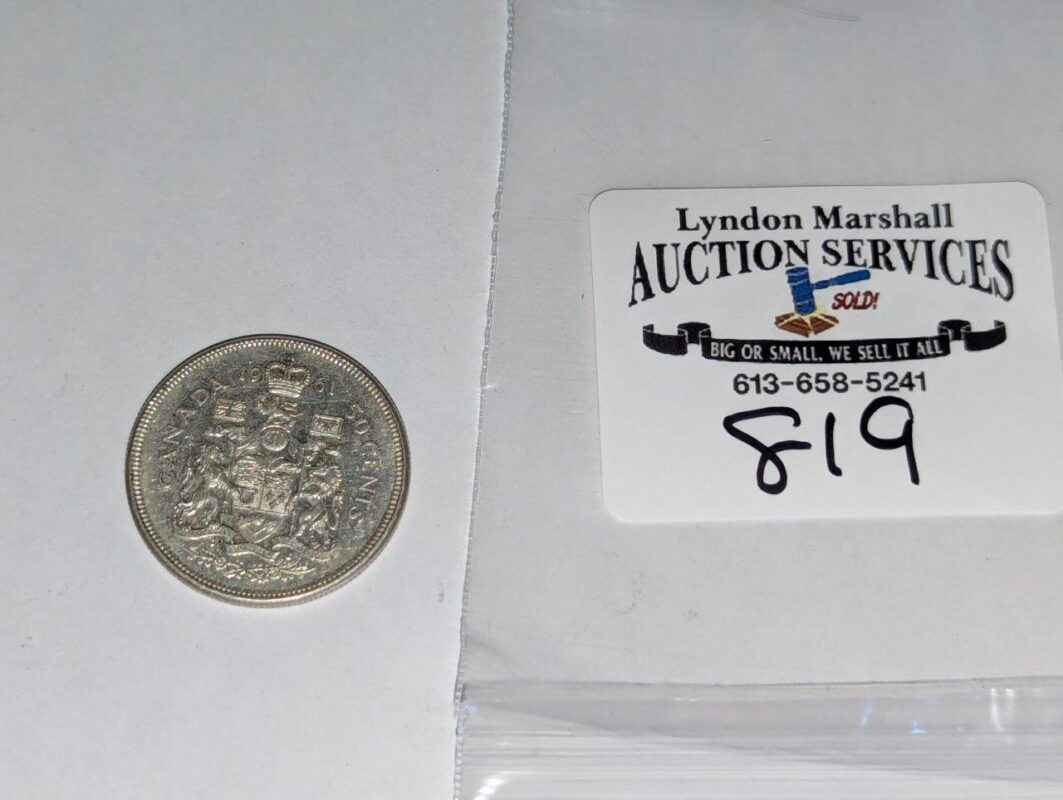 CANADA 1961 50 CENTS
Lyndon Marshall
AUCTION SERVICES
SOLD!
BIG OR SMALL, WE SELL IT ALL
613-658-5241
819